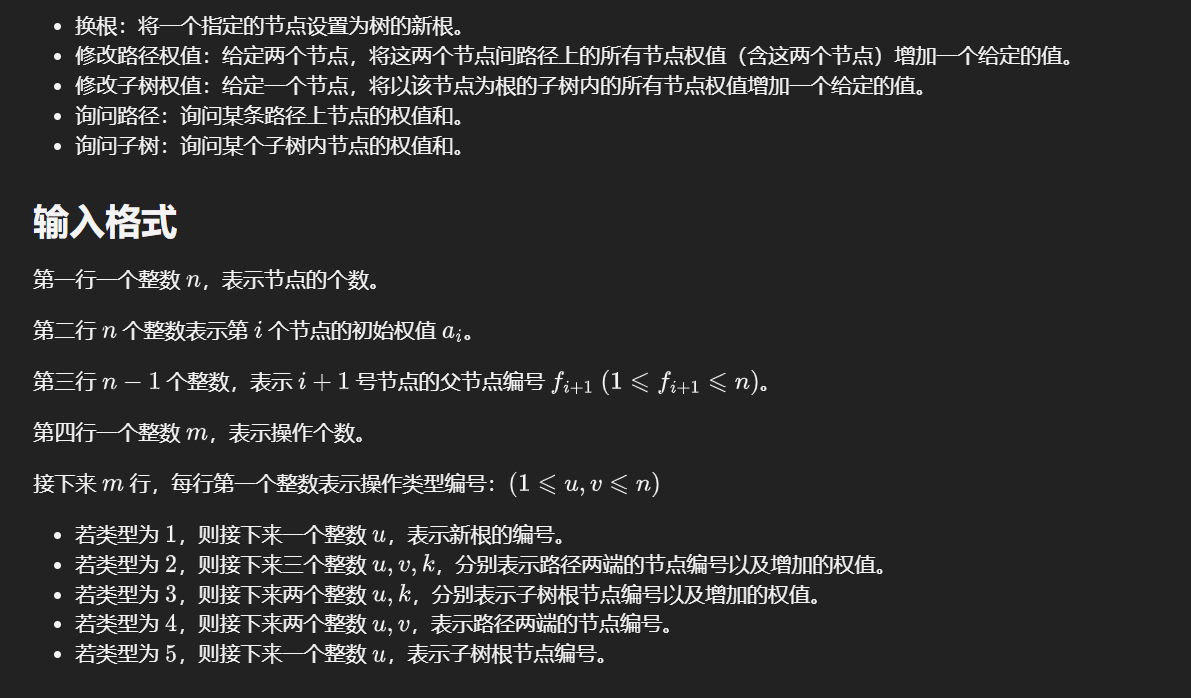 • 换根：将一个指定的节点设置为树的新根。
• 修改路径权值：给定两个节点，将这两个节点间路径上的所有节点权值（含这两个节点）增加一个给定的值。
• 修改子树权值：给定一个节点，将以该节点为根的子树内的所有节点权值增加一个给定的值。
• 询问路径：询问某条路径上节点的权值和。
• 询问子树：询问某个子树内节点的权值和。
输入格式
第一行一个整数 n，表示节点的个数。
第二行 n 个整数表示第 i 个节点的初始权值 a_i。
第三行 n − 1 个整数，表示 i + 1 号节点的父节点编号 f_{i+1} (1 ⩽ f_{i+1} ⩽ n)。
第四行一个整数 m，表示操作个数。
接下来 m 行，每行第一个整数表示操作类型编号：(1 ⩽ u, v ⩽ n)
• 若类型为 1，则接下来一个整数 u，表示新根的编号。
• 若类型为 2，则接下来三个整数 u, v, k，分别表示路径两端的节点编号以及增加的权值。
• 若类型为 3，则接下来两个整数 u, k，分别表示子树根节点编号以及增加的权值。
• 若类型为 4，则接下来两个整数 u, v，表示路径两端的节点编号。
• 若类型为 5，则接下来一个整数 u，表示子树根节点编号。